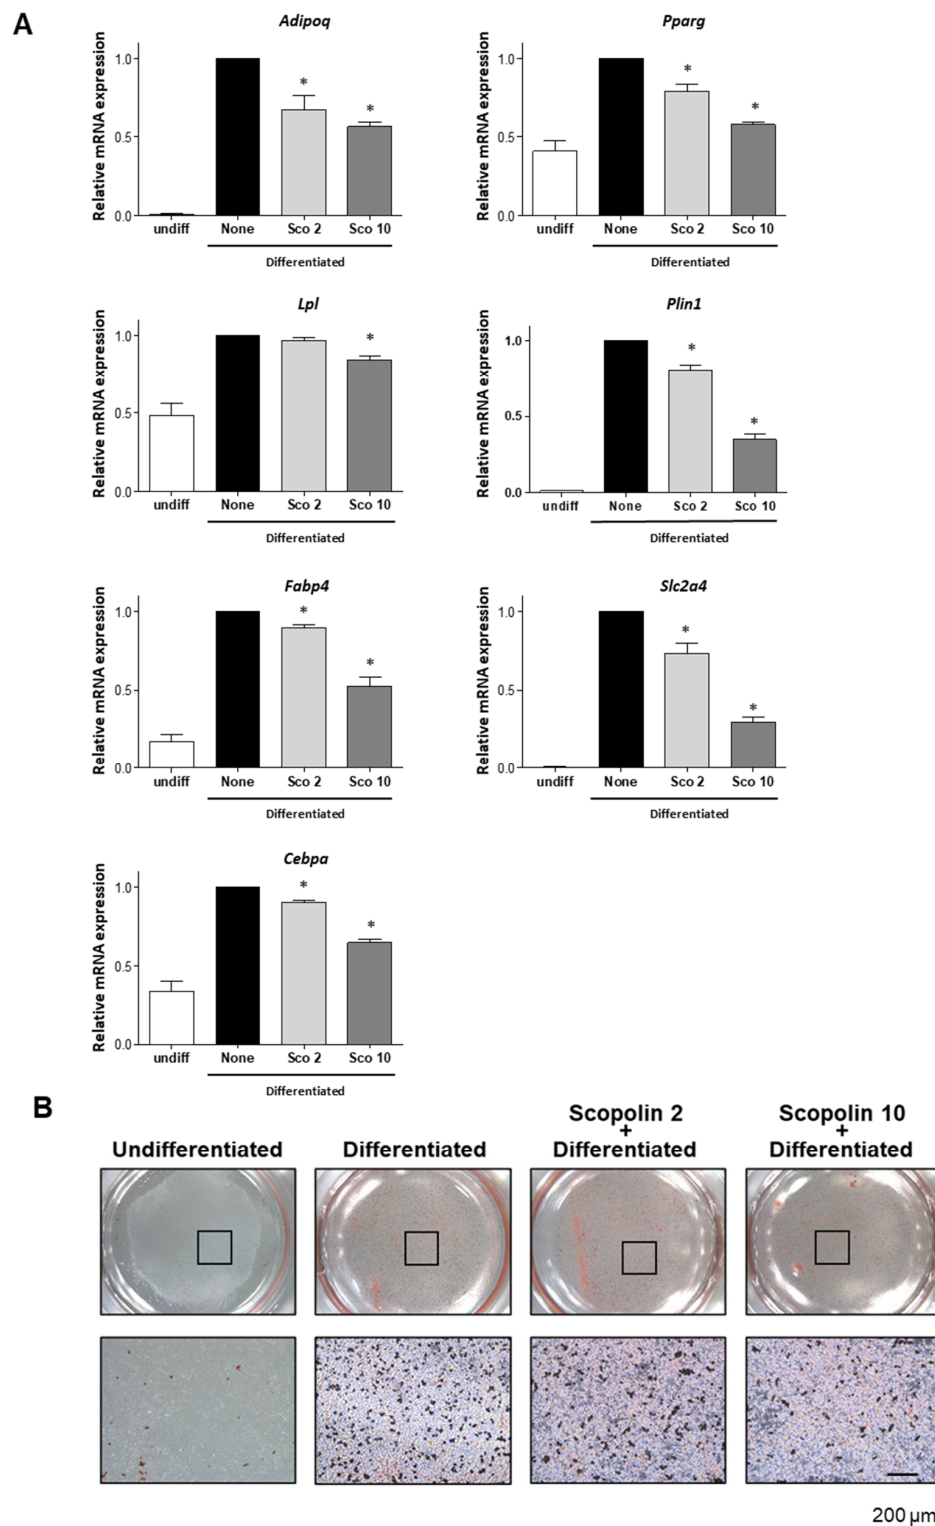 A
Adipoq
Relative mRNA expression
1.0
0.5
0.0
*
*
undiff None Sco 2 Sco 10
Differentiated
Pparg
Relative mRNA expression
1.0
0.5
0.0
*
*
undiff None Sco 2 Sco 10
Differentiated
Lpl
Relative mRNA expression
1.0
0.5
0.0
*
undiff None Sco 2 Sco 10
Differentiated
Plin1
Relative mRNA expression
1.0
0.5
0.0
*
*
undiff None Sco 2 Sco 10
Differentiated
Fabp4
Relative mRNA expression
1.0
0.5
0.0
*
*
undiff None Sco 2 Sco 10
Differentiated
Slc2a4
Relative mRNA expression
1.0
0.5
0.0
*
*
undiff None Sco 2 Sco 10
Differentiated
Cebpa
Relative mRNA expression
1.0
0.5
0.0
*
*
undiff None Sco 2 Sco 10
Differentiated
B
Undifferentiated
Differentiated
Scopolin 2
+
Differentiated
Scopolin 10
+
Differentiated
200 µm